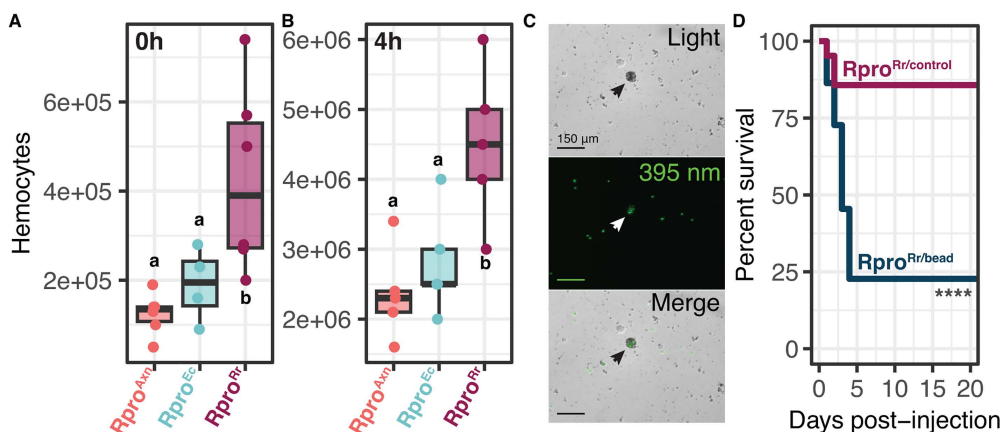 A
0h
Hemocytes
6e+05
4e+05
2e+05
a
a
b
RproAxn
RproEc
RproRr
B
4h
6e+06
5e+06
4e+06
3e+06
2e+06
a
a
b
RproAxn
RproEc
RproRr
C
Light
150 µm
395 nm
Merge
D
Percent survival
100
75
50
25
0
RproRr/control
RproRr/bead
****
0 5 10 15 20
Days post-injection